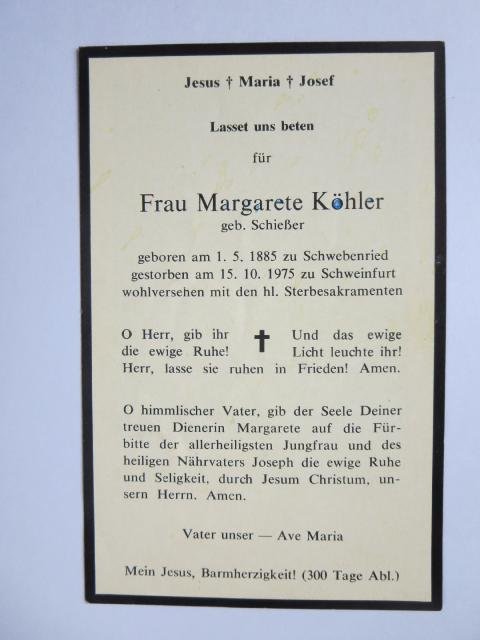 Jesus † Maria † Josef
Lasset uns beten
für
Frau Margarete Köhler
geb. Schießer
geboren am 1. 5. 1885 zu Schwebenried
gestorben am 15. 10. 1975 zu Schweinfurt
wohlversehen mit den hl. Sterbesakramenten
O Herr, gib ihr
die ewige Ruhe!
Und das ewige
Licht leuchte ihr!
Herr, lasse sie ruhen in Frieden! Amen.
O himmlischer Vater, gib der Seele Deiner
treuen Dienerin Margarete auf die Für-
bitte der allerheiligsten Jungfrau und des
heiligen Nährvaters Joseph die ewige Ruhe
und Seligkeit, durch Jesum Christum, un-
sern Herrn. Amen.
Vater unser — Ave Maria
Mein Jesus, Barmherzigkeit! (300 Tage Abl.)